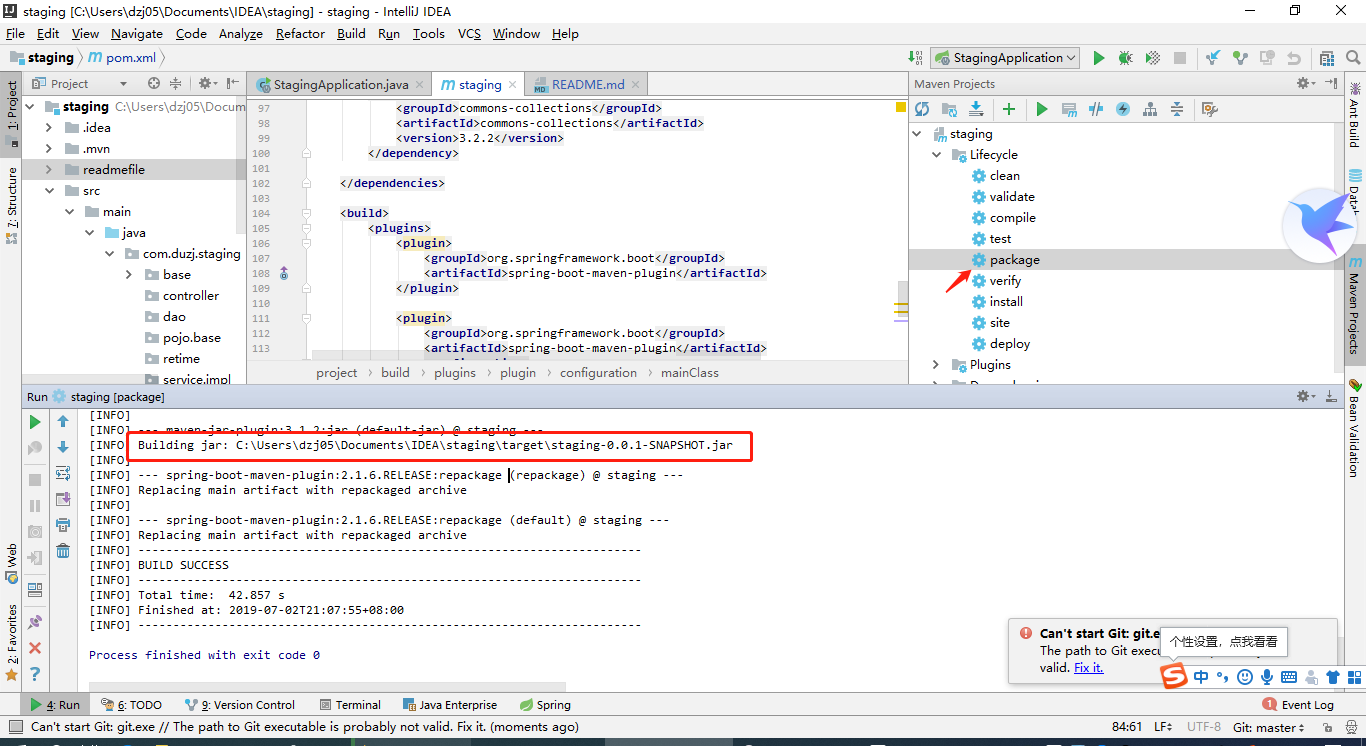 staging [C:\Users\dzj05\Documents\IDEA\staging] - staging - IntelliJ IDEA
File Edit View Navigate Code Analyze Refactor Build Run Tools VCS Window Help
staging pom.xml StagingApplication
1: Project
7: Structure
Web
2: Favorites
Project
staging C:\Users\dzj05\Docum
.idea
.mvn
readmefile
src
main
java
com.duzj.staging
base
controller
dao
pojo.base
retime
service.impl
StagingApplication.java staging README.md
97 <groupId>commons-collections</groupId>
98 <artifactId>commons-collections</artifactId>
99 <version>3.2.2</version>
100 </dependency>
101
102 </dependencies>
103
104 <build>
105 <plugins>
106 <plugin>
107 <groupId>org.springframework.boot</groupId>
108 <artifactId>spring-boot-maven-plugin</artifactId>
109 </plugin>
110
111 <plugin>
112 <groupId>org.springframework.boot</groupId>
113 <artifactId>spring-boot-maven-plugin</artifactId>
project build plugins plugin configuration mainClass
Maven Projects
staging
Lifecycle
clean
validate
compile
test
package
verify
install
site
deploy
Plugins
Ant Build
Maven Projects
Bean Validation
Run staging [package]
[INFO]
[INFO] --- maven-jar-plugin:3.1.2:jar (default-jar) @ staging ---
[INFO] Building jar: C:\Users\dzj05\Documents\IDEA\staging\target\staging-0.0.1-SNAPSHOT.jar
[INFO]
[INFO] --- spring-boot-maven-plugin:2.1.6.RELEASE:repackage (repackage) @ staging ---
[INFO] Replacing main artifact with repackaged archive
[INFO]
[INFO] --- spring-boot-maven-plugin:2.1.6.RELEASE:repackage (default) @ staging ---
[INFO] Replacing main artifact with repackaged archive
[INFO] ------------------------------------------------------------------------
[INFO] BUILD SUCCESS
[INFO] ------------------------------------------------------------------------
[INFO] Total time: 42.857 s
[INFO] Finished at: 2019-07-02T21:07:55+08:00
[INFO] ------------------------------------------------------------------------
Process finished with exit code 0
Can't start Git: git.e
The path to Git execu
valid. Fix it.
个性设置，点我看看
中
4: Run 6: TODO 9: Version Control Terminal Java Enterprise Spring 1 Event Log
Can't start Git: git.exe // The path to Git executable is probably not valid. Fix it. (moments ago) 84:61 LF UTF-8 Git: master